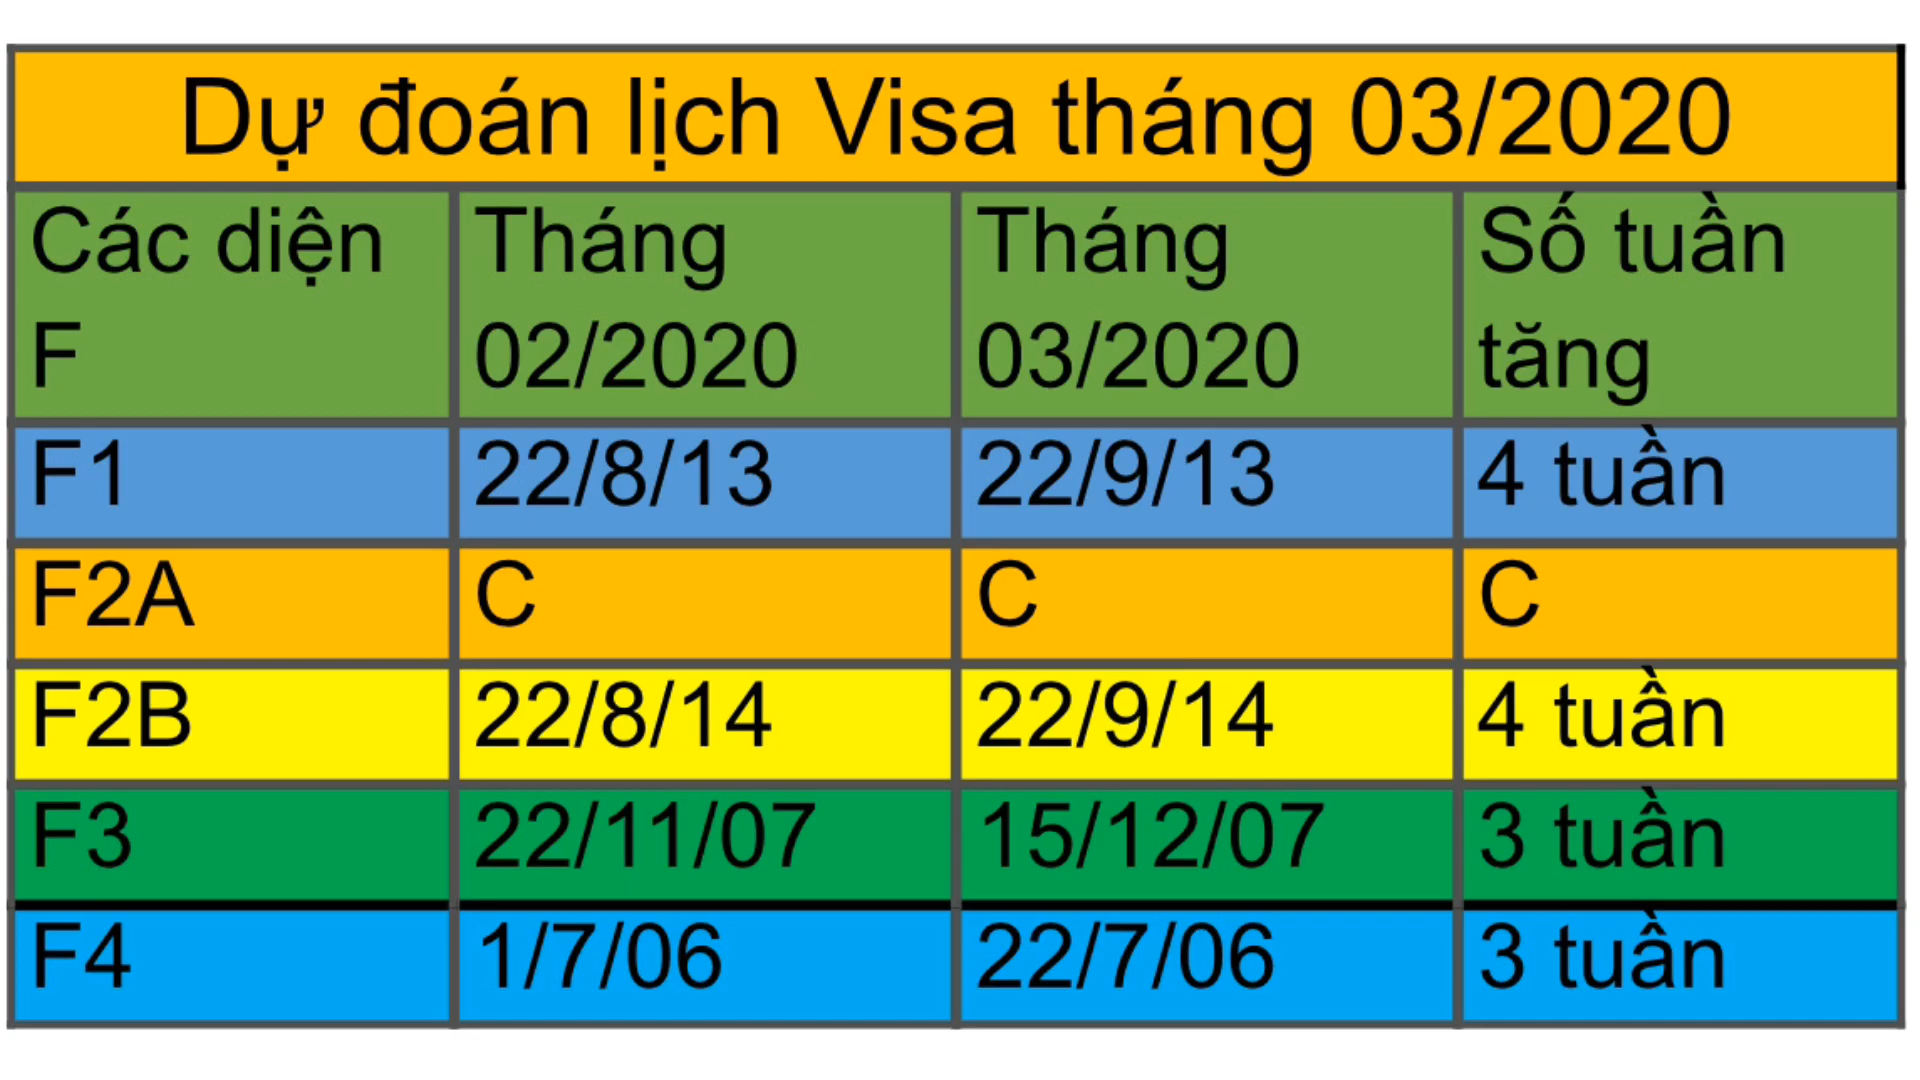 Dự đoán lịch Visa tháng 03/2020
Các diện F | Tháng 02/2020 | Tháng 03/2020 | Số tuần tăng
F1 | 22/8/13 | 22/9/13 | 4 tuần
F2A | C | C | C
F2B | 22/8/14 | 22/9/14 | 4 tuần
F3 | 22/11/07 | 15/12/07 | 3 tuần
F4 | 1/7/06 | 22/7/06 | 3 tuần